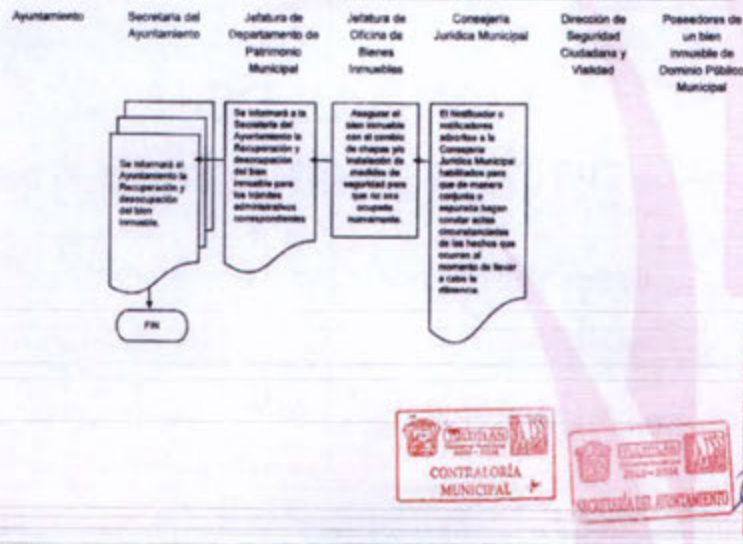 Ayuntamiento
Secretaría del
Ayuntamiento
Jefatura de
Departamento de
Patrimonio
Municipal
Jefatura de
Oficina de
Bienes
Inmuebles
Consejería
Jurídica Municipal
Dirección de
Seguridad
Ciudadana y
Vialidad
Poseedores de
un bien
inmueble de
Dominio Público
Municipal
Se informará al
Ayuntamiento la
Recuperación y
desocupación
del bien
inmueble.
Se informará a la
Secretaría del
Ayuntamiento la
Recuperación y
desocupación
del bien
inmueble para
los trámites
administrativos
correspondientes
Asegurar el
bien inmueble
con el cambio
de chapas y/o
instalación de
medidas de
seguridad para
que no sea
ocupado
nuevamente.
El Notificador o
notificadores
adscritos a la
Consejería
Jurídica Municipal
habilitados para
que de manera
conjunta o
separada hagan
constar actas
circunstanciadas
de los hechos que
ocurran al
momento de llevar
a cabo la
diligencia.
FIN
CONTRALORÍA
MUNICIPAL
SECRETARÍA DEL AYUNTAMIENTO